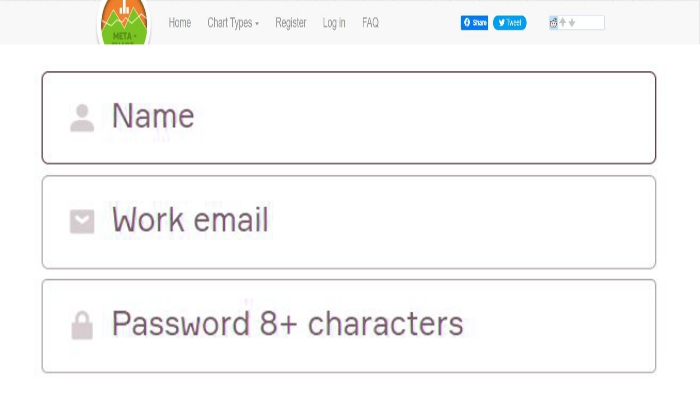 META -
Home Chart Types Register Log in FAQ Share Tweet
Name
Work email
Password 8+ characters